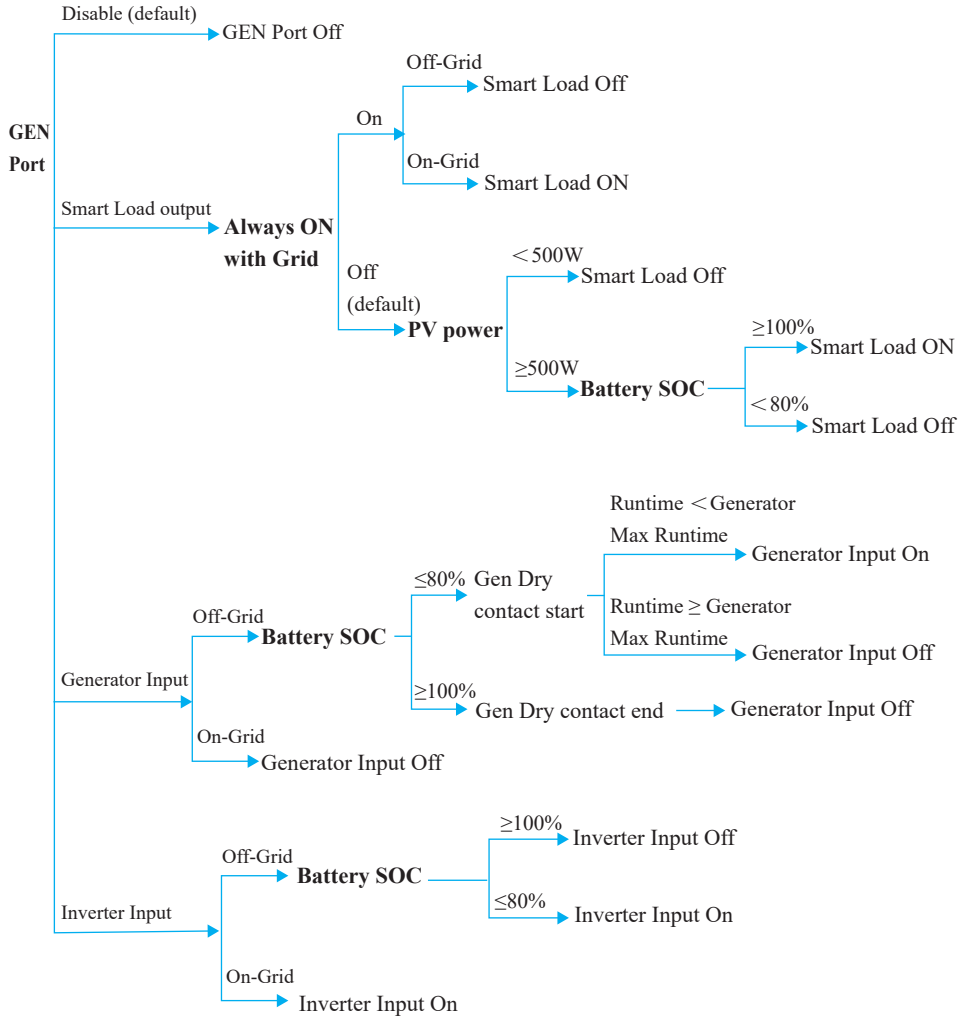 Disable (default)
GEN Port Off
GEN
Port
Off-Grid
Smart Load Off
On
On-Grid
Smart Load ON
Smart Load output
Always ON
with Grid
Off
(default)
PV power
＜500W
Smart Load Off
≥500W
Battery SOC
≥100%
Smart Load ON
＜80%
Smart Load Off
Generator Input
Off-Grid
Battery SOC
≤80%
Gen Dry
contact start
Runtime ＜Generator
Max Runtime
Generator Input On
Runtime ≥ Generator
Max Runtime
Generator Input Off
≥100%
Gen Dry contact end
Generator Input Off
On-Grid
Generator Input Off
Inverter Input
Off-Grid
Battery SOC
≥100%
Inverter Input Off
≤80%
Inverter Input On
On-Grid
Inverter Input On